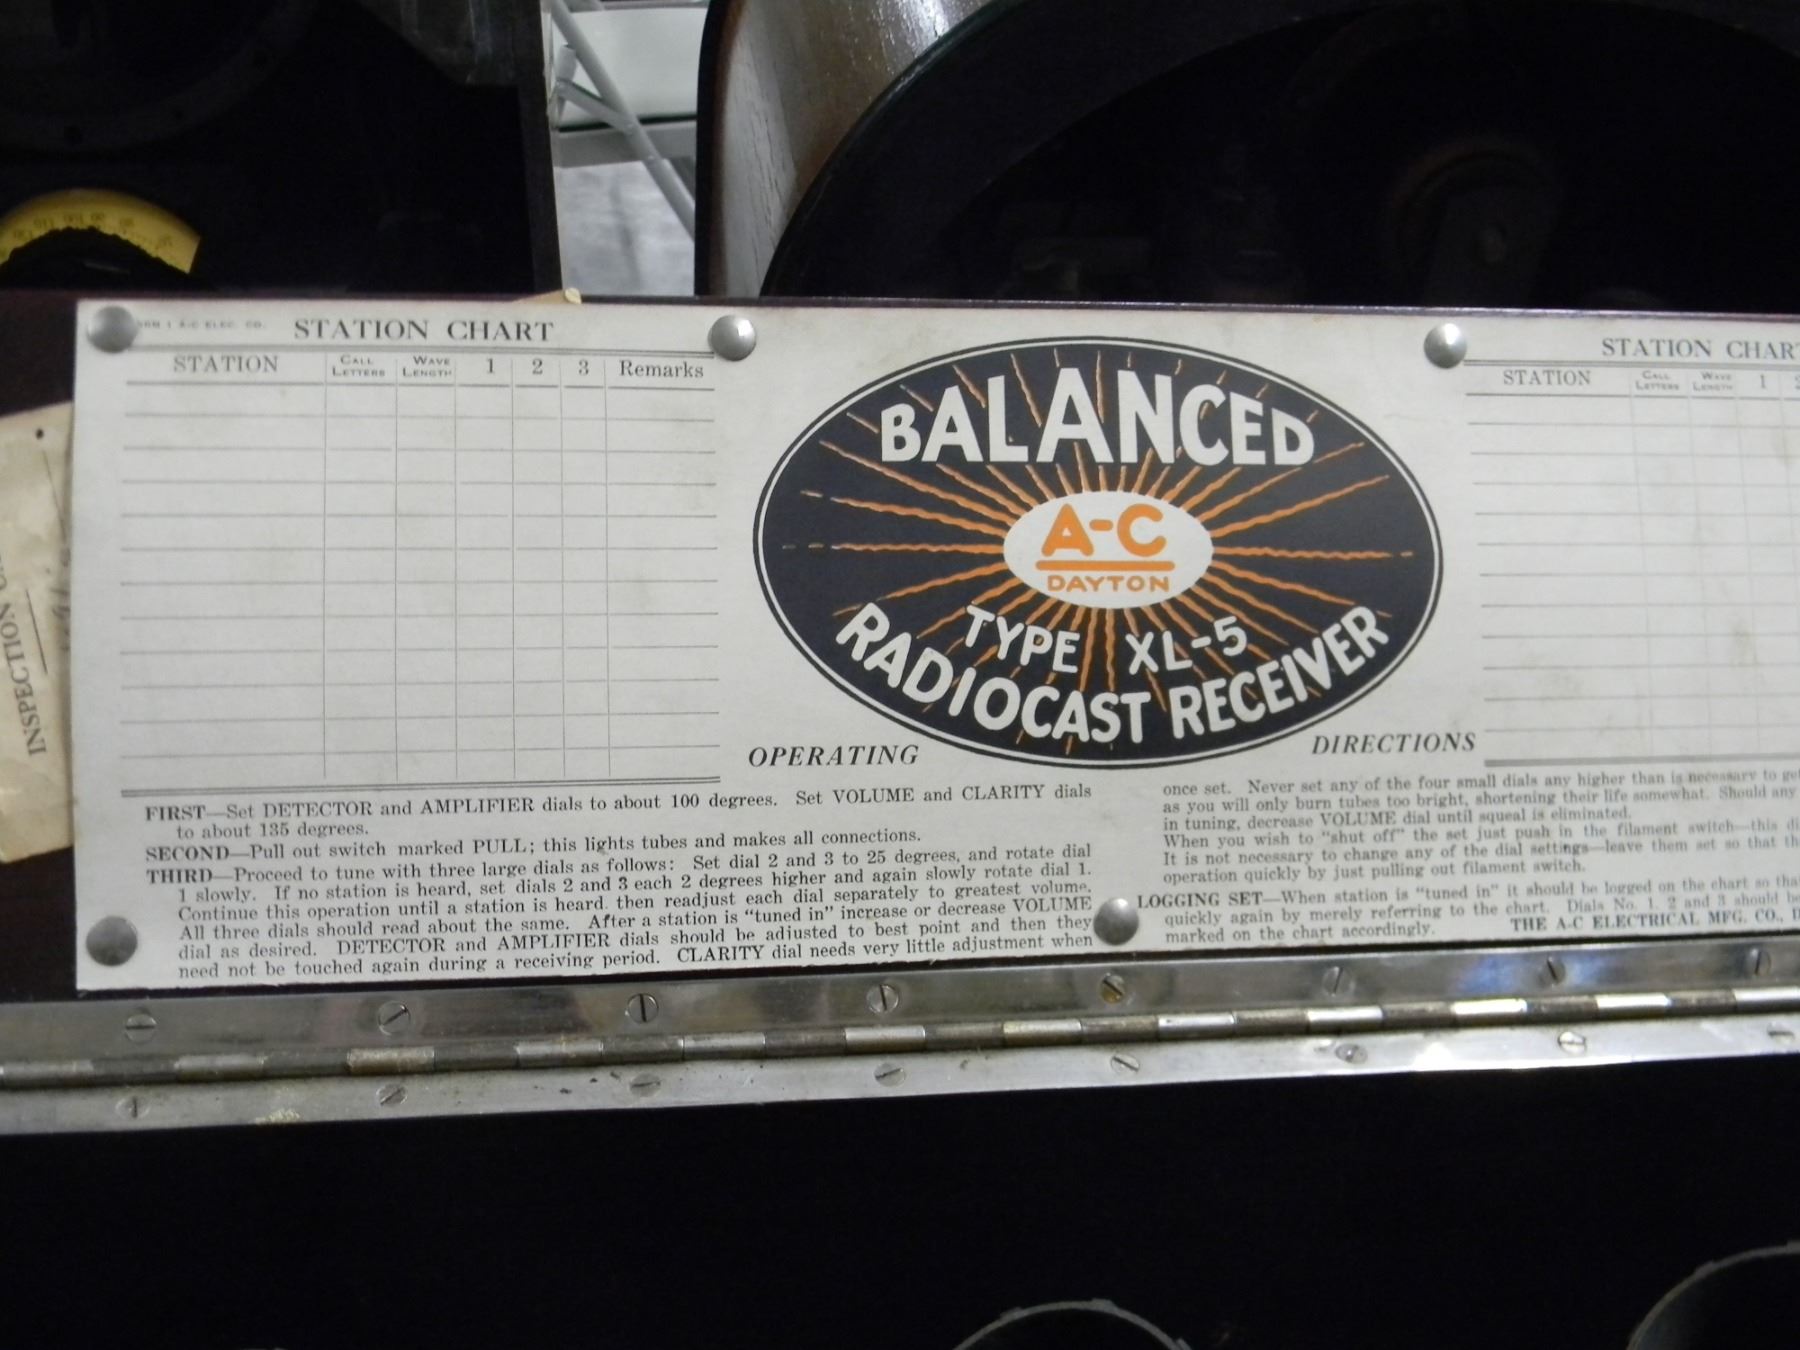 A-C ELEC. CO.
STATION CHART
STATION CALL LETTERS WAVE LENGTH 1 2 3 Remarks
BALANCED
A-C
DAYTON
TYPE XL-5
RADIOCAST RECEIVER
STATION CHART
STATION CALL LETTERS WAVE LENGTH 1
OPERATING DIRECTIONS
FIRST—Set DETECTOR and AMPLIFIER dials to about 100 degrees. Set VOLUME and CLARITY dials
to about 135 degrees.
SECOND—Pull out switch marked PULL; this lights tubes and makes all connections.
THIRD—Proceed to tune with three large dials as follows: Set dial 2 and 3 to 25 degrees, and rotate dial
1 slowly. If no station is heard, set dials 2 and 3 each 2 degrees higher and again slowly rotate dial 1.
Continue this operation until a station is heard then readjust each dial separately to greatest volume.
All three dials should read about the same. After a station is "tuned in" increase or decrease VOLUME
dial as desired. DETECTOR and AMPLIFIER dials should be adjusted to best point and then they
need not be touched again during a receiving period. CLARITY dial needs very little adjustment when
once set. Never set any of the four small dials any higher than is necessary to
as you will only burn tubes too bright, shortening their life somewhat. Should any
in tuning, decrease VOLUME dial until squeal is eliminated.
When you wish to "shut off" the set just push in the filament switch—this
It is not necessary to change any of the dial settings—leave them set so that
operation quickly by just pulling out filament switch.
LOGGING SET—When station is "tuned in" it should be logged on the chart so that
quickly again by merely referring to the chart. Dials No. 1, 2 and 3 should
marked on the chart accordingly.
THE A-C ELECTRICAL MFG. CO.,
INSPECTION